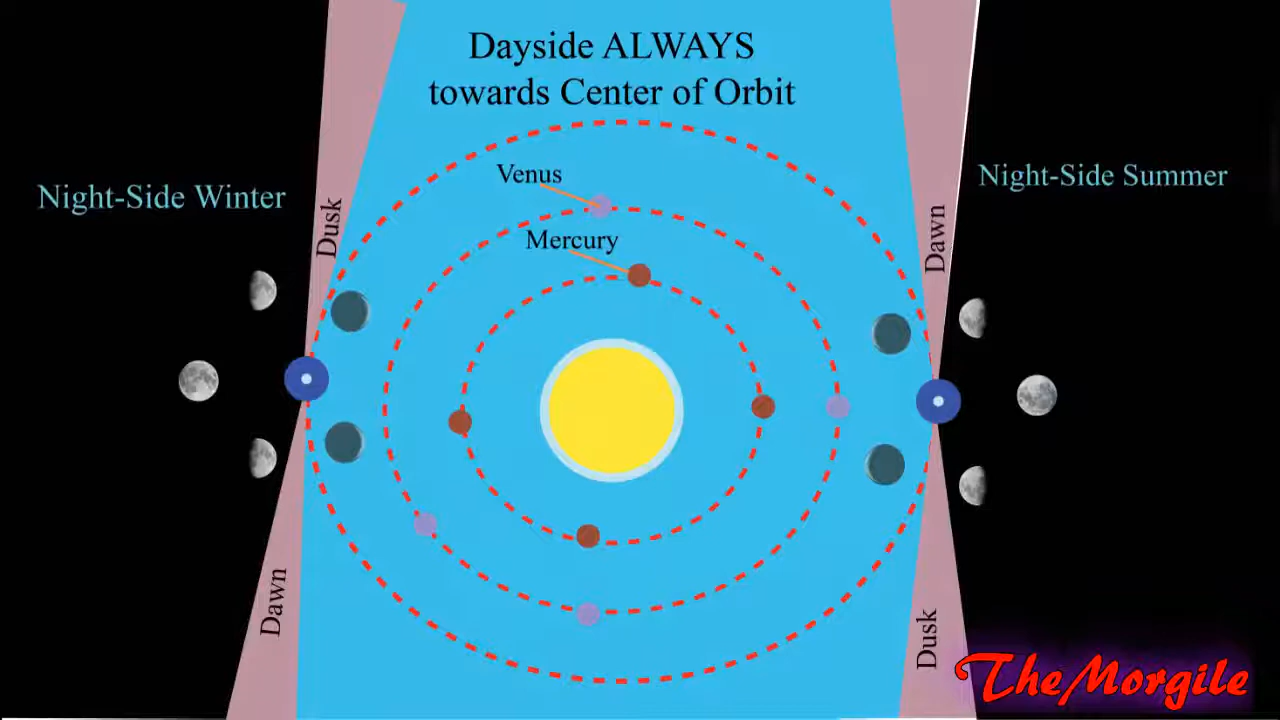 Dayside ALWAYS
towards Center of Orbit
Venus
Mercury
Night-Side Winter
Night-Side Summer
Dusk
Dawn
Dawn
Dusk
TheMorgile